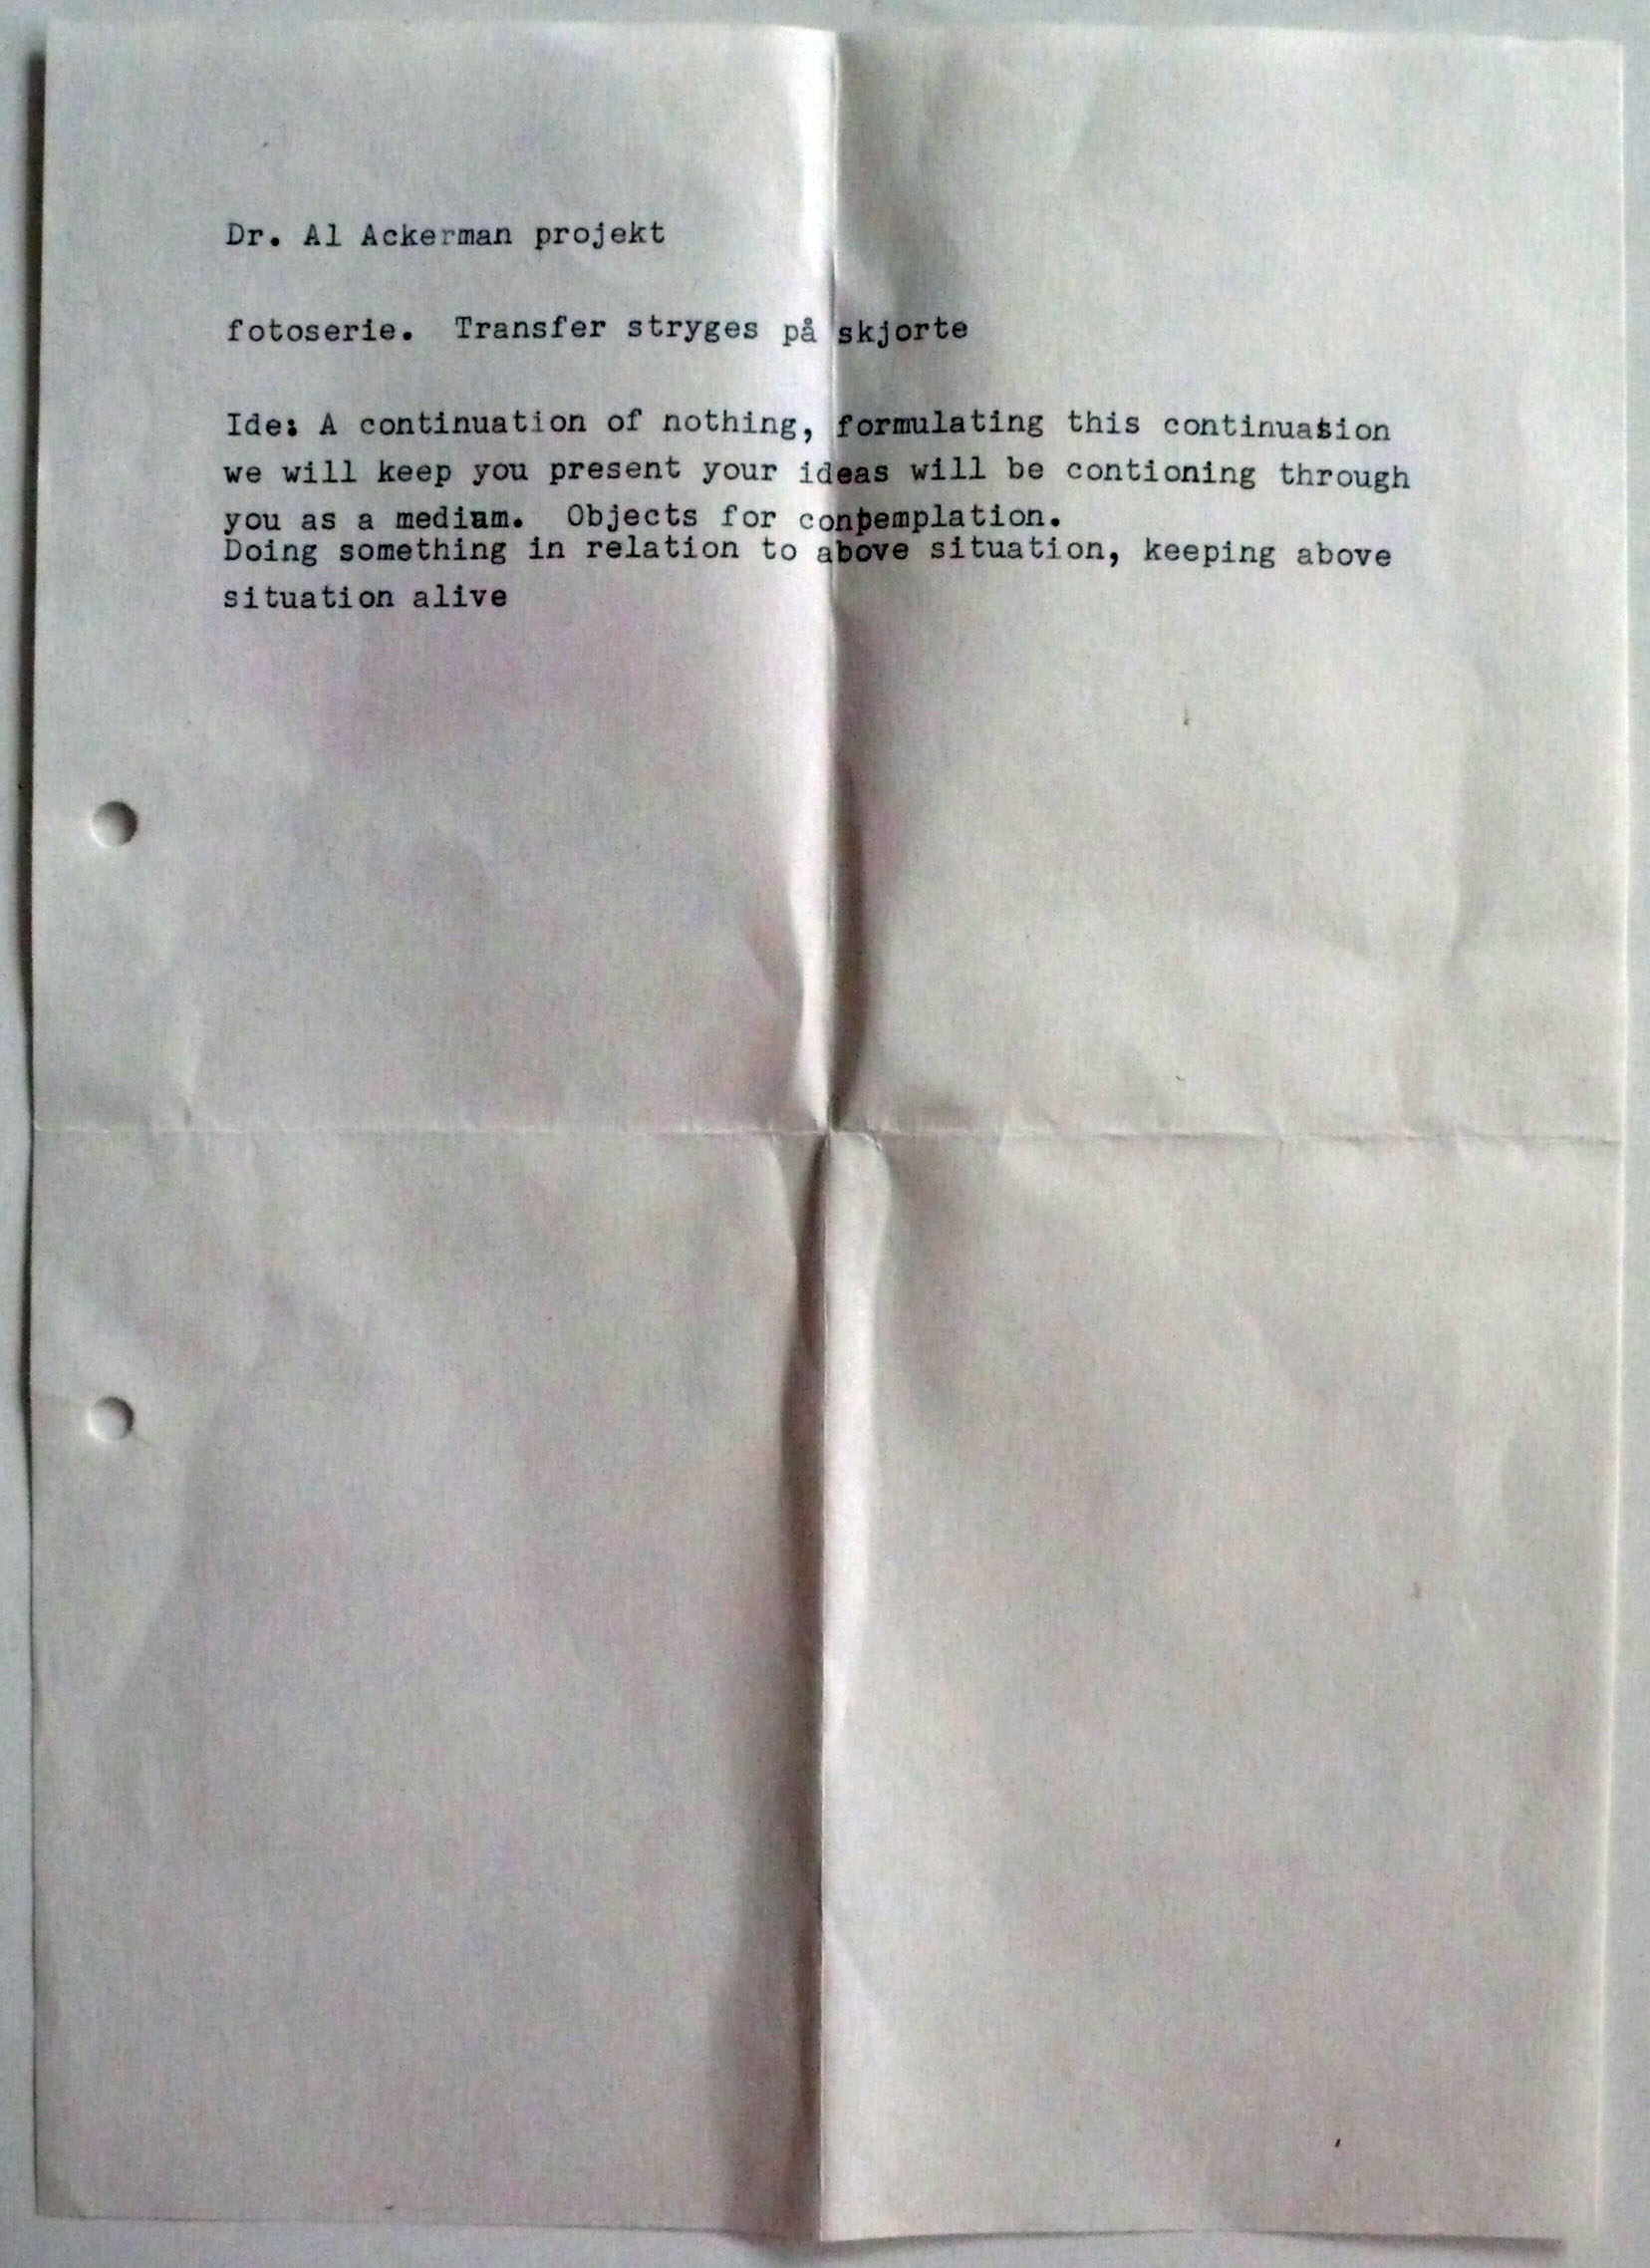 Dr. Al Ackerman projekt
fotoserie. Transfer stryges på skjorte
Ide: A continuation of nothing, formulating this continuation
we will keep you present your ideas will be contioning through
you as a medium. Objects for contemplation.
Doing something in relation to above situation, keeping above
situation alive